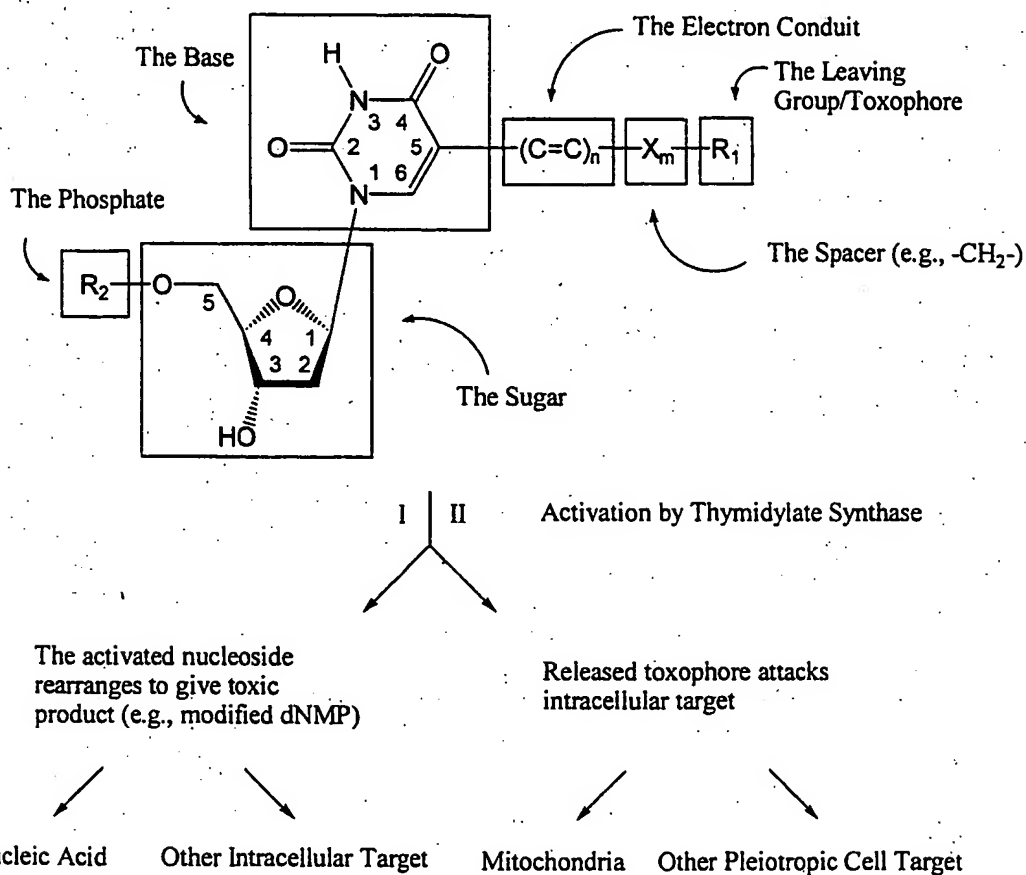 The Electron Conduit
The Base
The Leaving
Group/Toxophore
H
O
N
3
4
O
2
5
(C=C)n
Xm
R1
1
6
N
The Phosphate
The Spacer (e.g., -CH2-)
R2
O
5
O
4
1
3
2
The Sugar
HO
I
II
Activation by Thymidylate Synthase
The activated nucleoside
rearranges to give toxic
product (e.g., modified dNMP)
Released toxophore attacks
intracellular target
cleic Acid
Other Intracellular Target
Mitochondria
Other Pleiotropic Cell Target